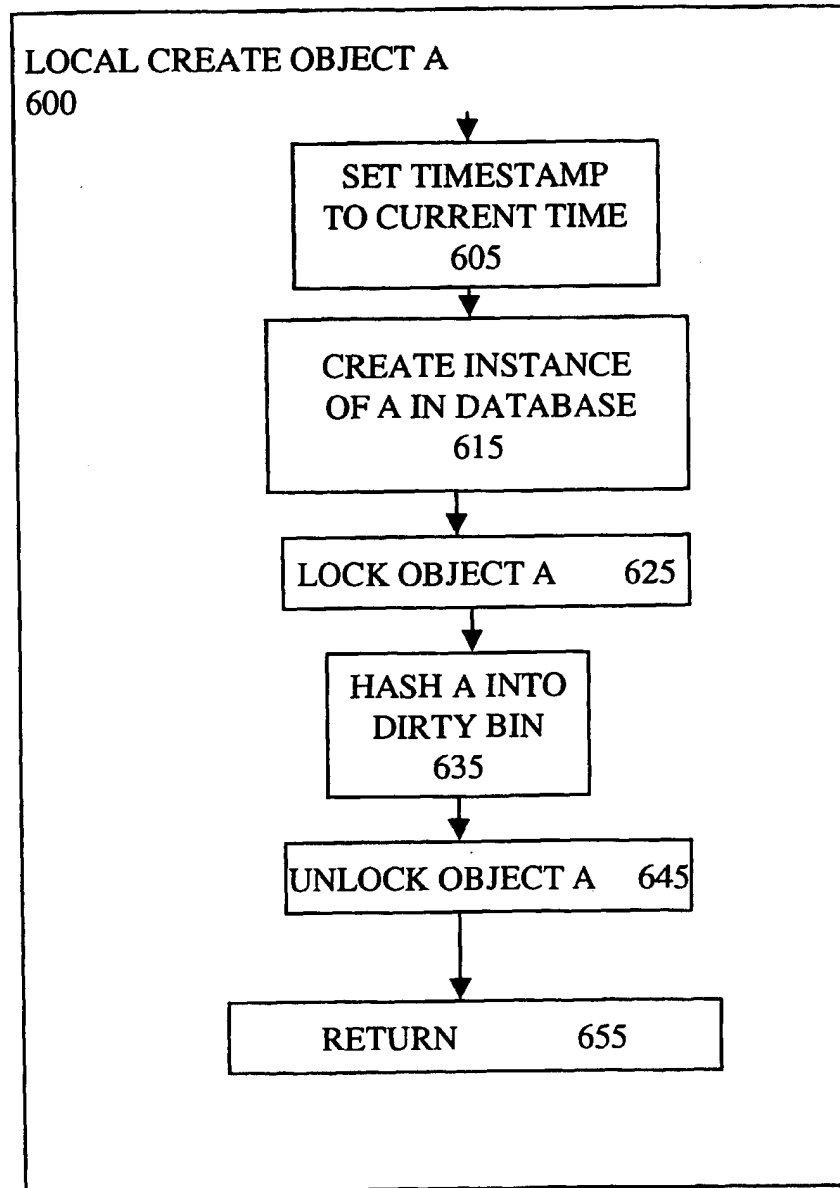 LOCAL CREATE OBJECT A
600
SET TIMESTAMP
TO CURRENT TIME
605
CREATE INSTANCE
OF A IN DATABASE
615
LOCK OBJECT A 625
HASH A INTO
DIRTY BIN
635
UNLOCK OBJECT A 645
RETURN 655